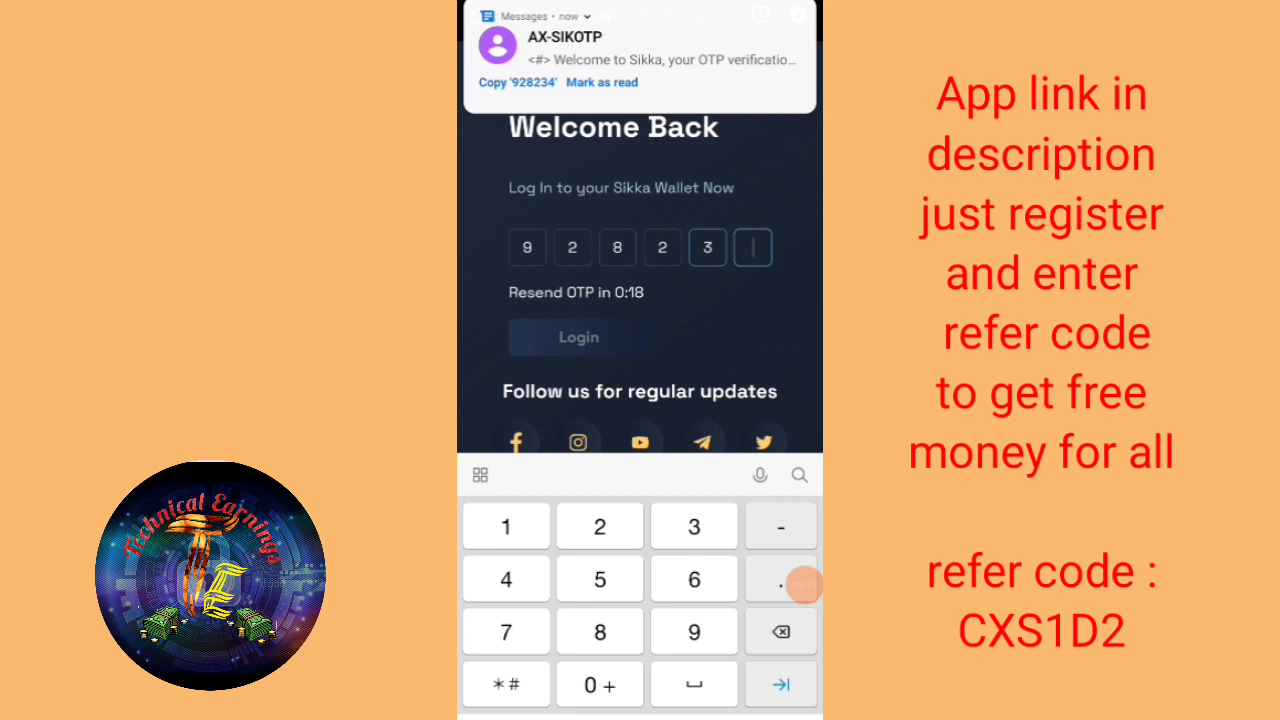 Messages • now
AX-SIKOTP
<#> Welcome to Sikka, your OTP verificatio...
Copy '928234' Mark as read
Welcome Back
Log In to your Sikka Wallet Now
9 2 8 2 3
Resend OTP in 0:18
Login
Follow us for regular updates
1 2 3 -
4 5 6 .
7 8 9
*# 0 +
App link in
description
just register
and enter
refer code
to get free
money for all
refer code :
CXS1D2
Technical Earnings
TE